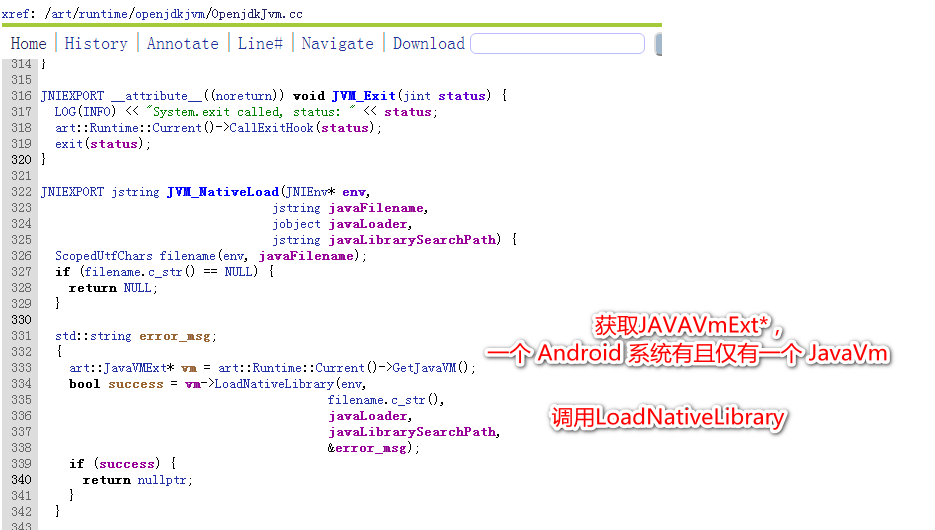 xref: /art/runtime/openjdkjvm/OpenjdkJvm.cc
Home History Annotate Line# Navigate Download
314 }
315
316 JNIEXPORT __attribute__((noreturn)) void JVM_Exit(jint status) {
317   LOG(INFO) << "System.exit called, status: " << status;
318   art::Runtime::Current()->CallExitHook(status);
319   exit(status);
320 }
321
322 JNIEXPORT jstring JVM_NativeLoad(JNIEnv* env,
323                                  jstring javaFilename,
324                                  jobject javaLoader,
325                                  jstring javaLibrarySearchPath) {
326   ScopedUtfChars filename(env, javaFilename);
327   if (filename.c_str() == NULL) {
328     return NULL;
329   }
330
331   std::string error_msg;
332   {
333     art::JavaVMExt* vm = art::Runtime::Current()->GetJavaVM();
334     bool success = vm->LoadNativeLibrary(env,
335                                          filename.c_str(),
336                                          javaLoader,
337                                          javaLibrarySearchPath,
338                                          &error_msg);
339     if (success) {
340       return nullptr;
341     }
342   }
343
获取JAVAVmExt* ,
一个 Android 系统有且仅有一个 JavaVm
调用LoadNativeLibrary